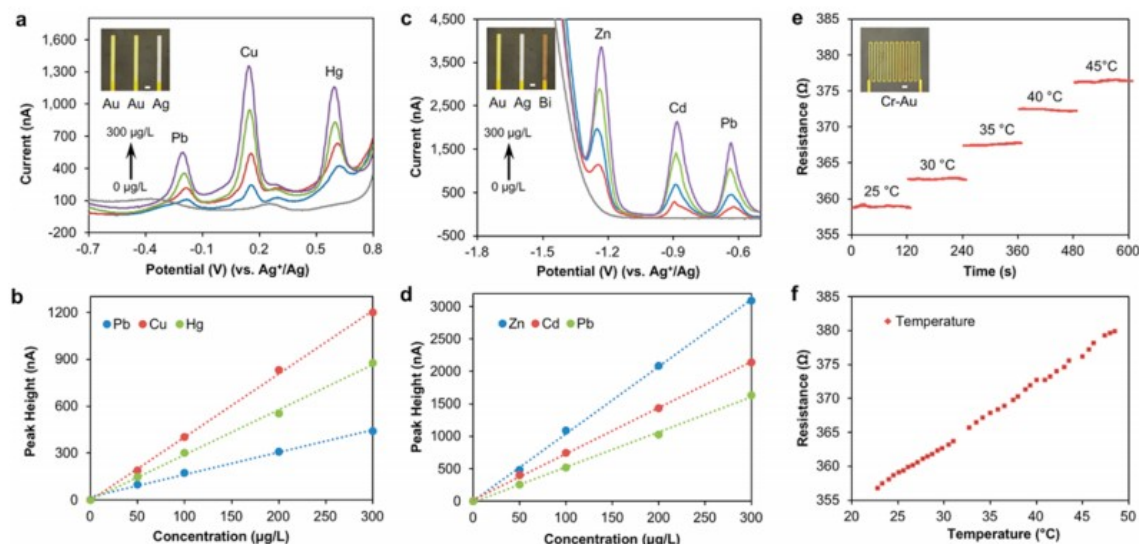 a
Current (nA)
1,600
1,300
1,000
700
400
100
-200
Au Au Ag
300 µg/L
0 µg/L
Pb
Cu
Hg
-0.7 -0.4 -0.1 0.2 0.5 0.8
Potential (V) (vs. Ag⁺/Ag)
c
Current (nA)
4,500
3,500
2,500
1,500
500
-500
Au Ag Bi
300 µg/L
0 µg/L
Zn
Cd
Pb
-1.8 -1.5 -1.2 -0.9 -0.6
Potential (V) (vs. Ag⁺/Ag)
e
Resistance (Ω)
385
380
375
370
365
360
355
Cr-Au
25 °C
30 °C
35 °C
40 °C
45°C
0 120 240 360 480 600
Time (s)
b
Peak Height (nA)
1200
900
600
300
0
Pb Cu Hg
0 50 100 150 200 250 300
Concentration (µg/L)
d
Peak Height (nA)
3000
2500
2000
1500
1000
500
0
Zn Cd Pb
0 50 100 150 200 250 300
Concentration (µg/L)
f
Resistance (Ω)
385
380
375
370
365
360
355
Temperature
20 25 30 35 40 45 50
Temperature (°C)